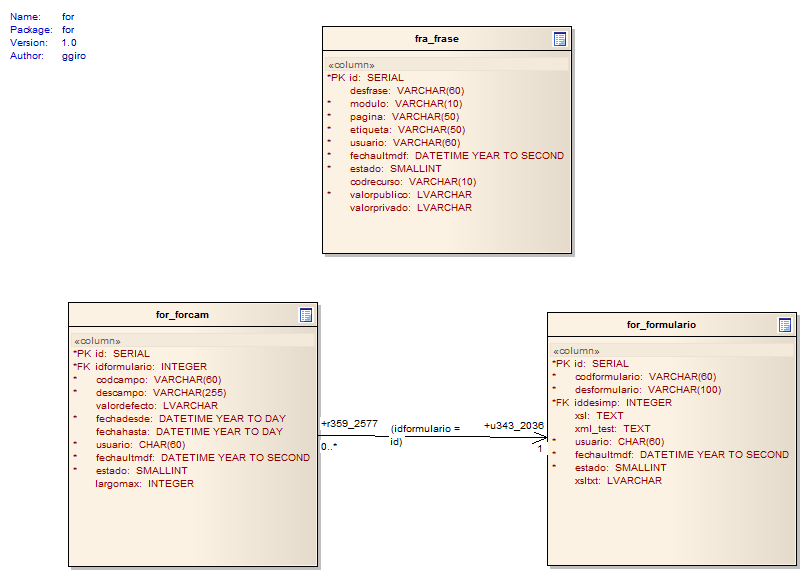 Name: for
Package: for
Version: 1.0
Author: ggiro
fra_frase
«column»
*PK id: SERIAL
desfrase: VARCHAR(60)
* modulo: VARCHAR(10)
* pagina: VARCHAR(50)
* etiqueta: VARCHAR(50)
* usuario: VARCHAR(60)
* fechaultmdf: DATETIME YEAR TO SECOND
* estado: SMALLINT
codrecurso: VARCHAR(10)
* valorpublico: LVARCHAR
valorprivado: LVARCHAR
for_forcam
«column»
*PK id: SERIAL
*FK idformulario: INTEGER
* codcampo: VARCHAR(60)
* descampo: VARCHAR(255)
valordefecto: LVARCHAR
* fechadesde: DATETIME YEAR TO DAY
fechahasta: DATETIME YEAR TO DAY
* usuario: CHAR(60)
* fechaultmdf: DATETIME YEAR TO SECOND
* estado: SMALLINT
largomax: INTEGER
+r359_2577
0..*
(idformulario =
id)
+u343_2036
1
for_formulario
«column»
*PK id: SERIAL
* codformulario: VARCHAR(60)
* desformulario: VARCHAR(100)
*FK iddesimp: INTEGER
xsl: TEXT
xml_test: TEXT
* usuario: CHAR(60)
* fechaultmdf: DATETIME YEAR TO SECOND
* estado: SMALLINT
xsltxt: LVARCHAR